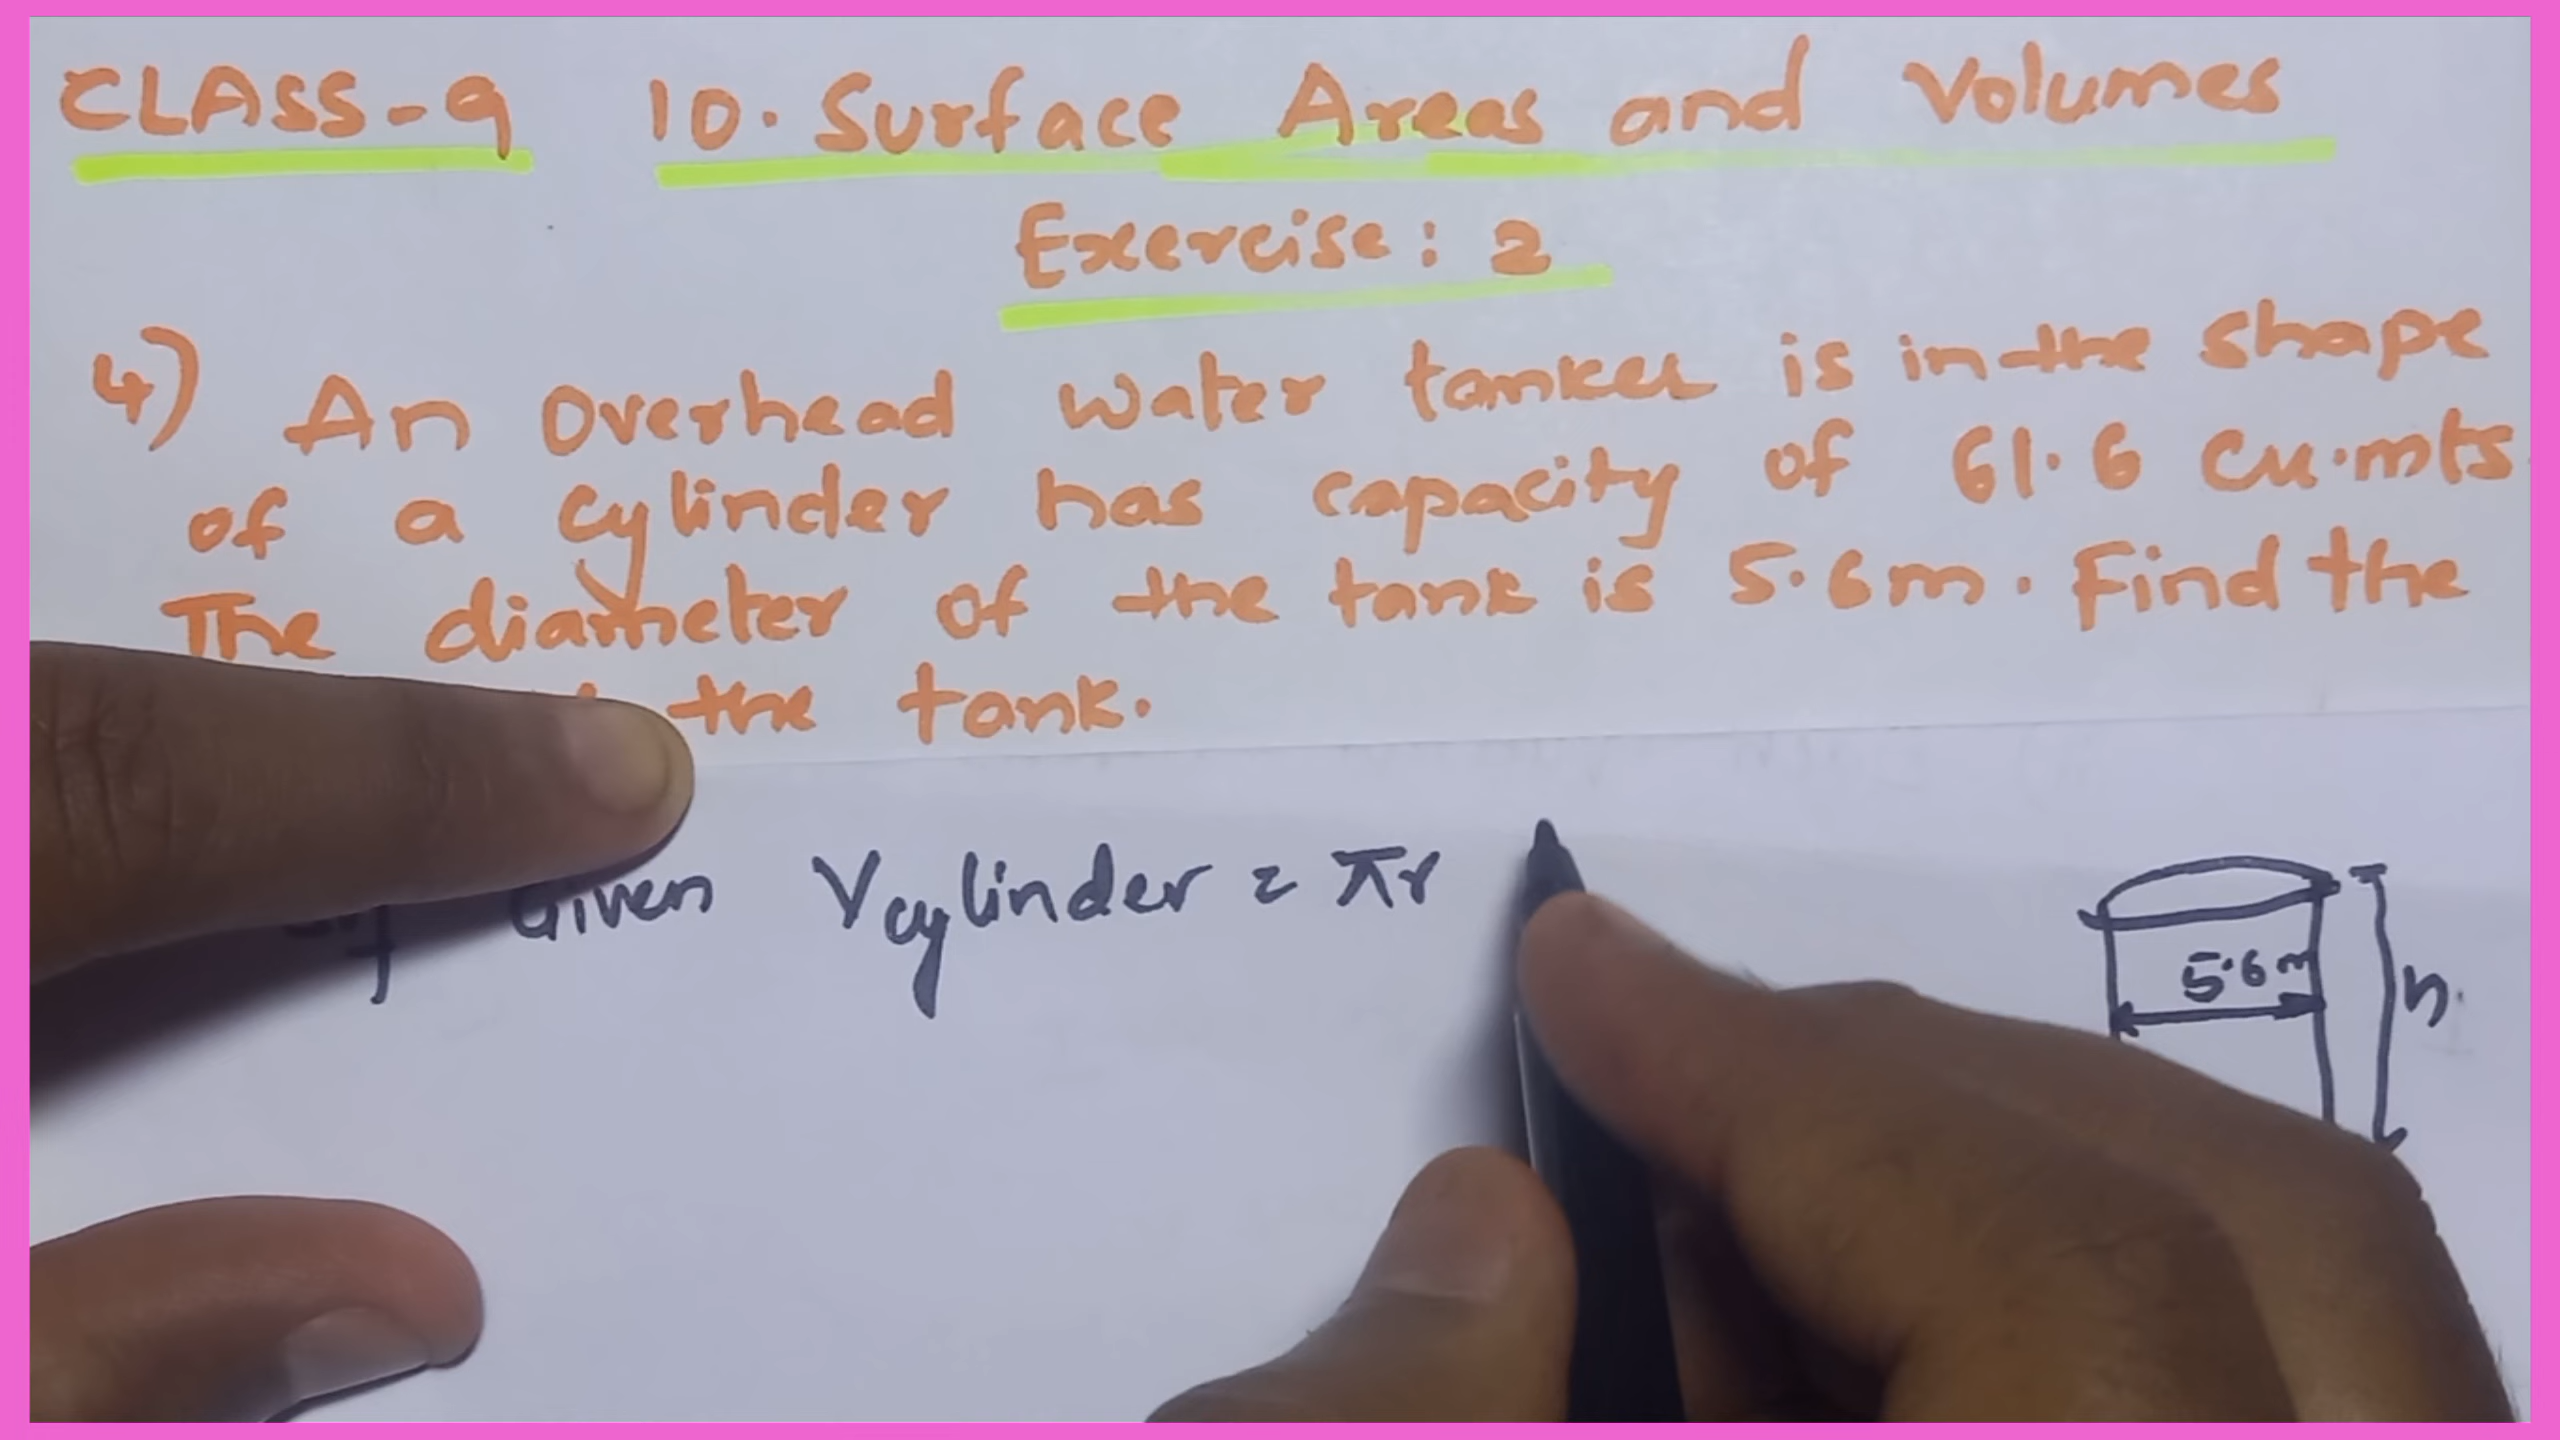 CLASS-9 10. Surface Areas and Volumes
Exercise: 2
4) An Overhead water tanker is in the shape
of a cylinder has capacity of 61.6 cu.mts.
The diameter of the tank is 5.6m. Find the
the tank.
Given Vcylinder = πr
5.6 m
h.